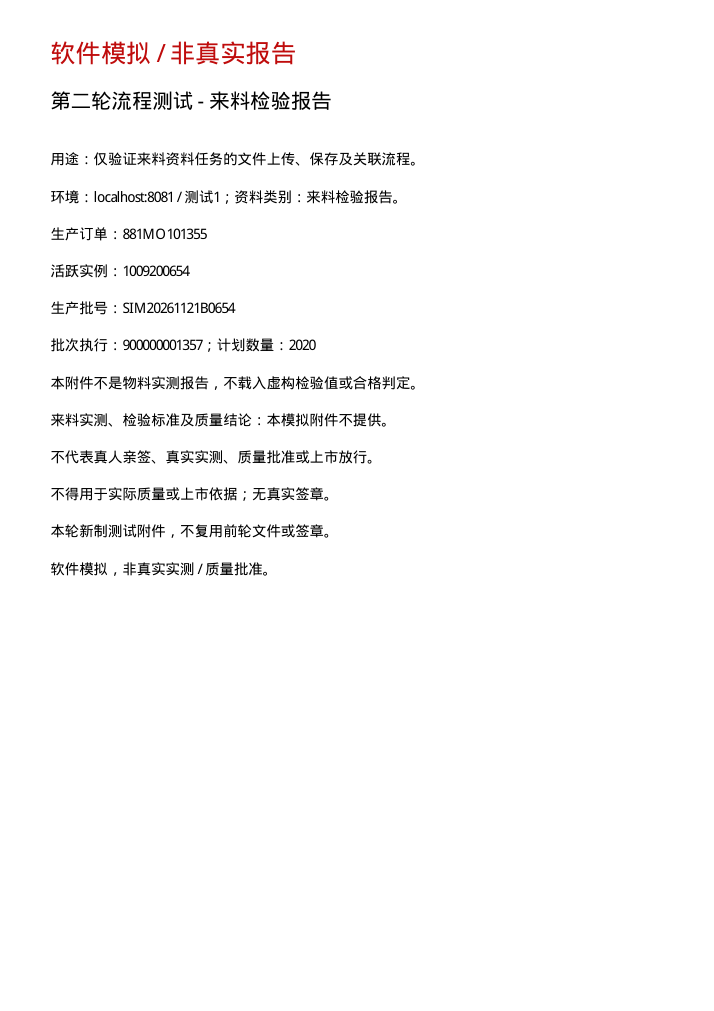 软件模拟 / 非真实报告
第二轮流程测试 - 来料检验报告
用途：仅验证来料资料任务的文件上传、保存及关联流程。
环境：localhost:8081 / 测试1；资料类别：来料检验报告。
生产订单：881MO101355
活跃实例：1009200654
生产批号：SIM20261121B0654
批次执行：900000001357；计划数量：2020
本附件不是物料实测报告，不载入虚构检验值或合格判定。
来料实测、检验标准及质量结论：本模拟附件不提供。
不代表真人亲签、真实实测、质量批准或上市放行。
不得用于实际质量或上市依据；无真实签章。
本轮新制测试附件，不复用前轮文件或签章。
软件模拟，非真实实测 / 质量批准。